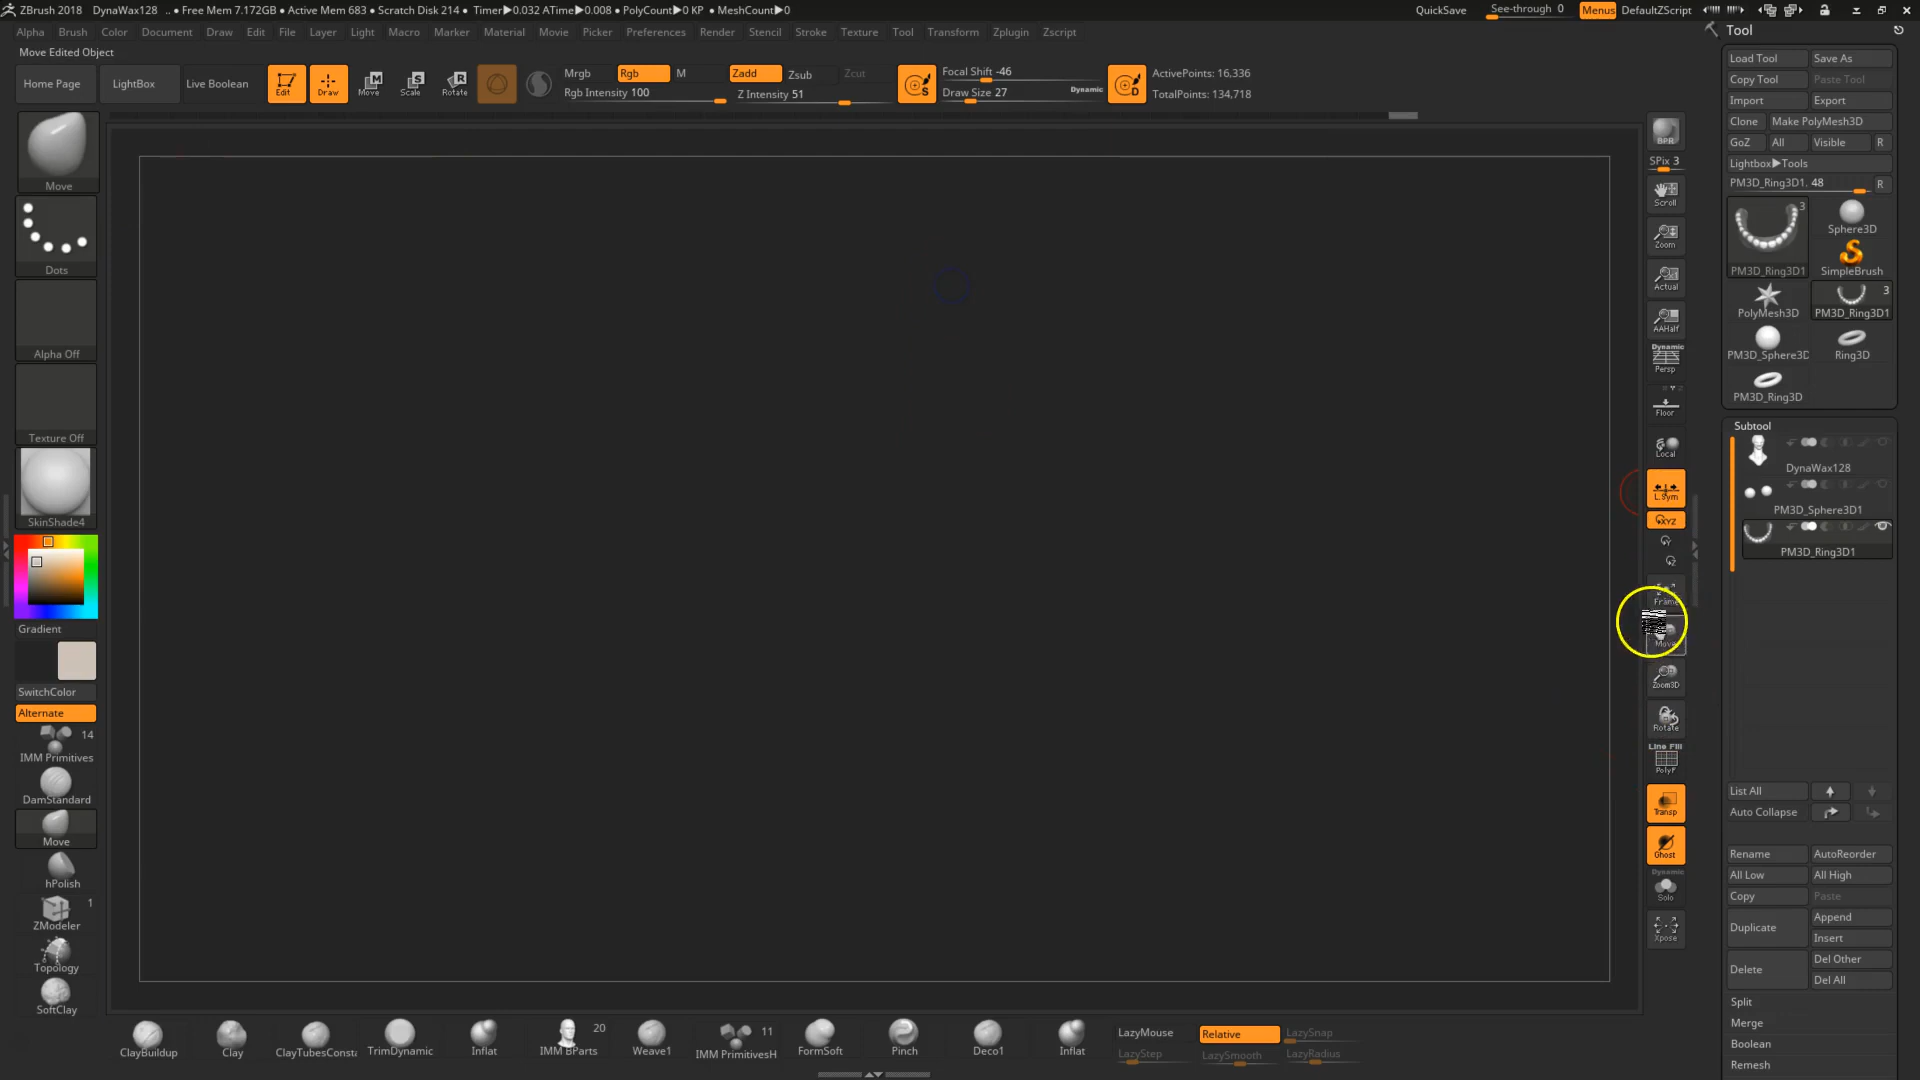 ZBrush 2018 DynaWax128 .. • Free Mem 7.172GB • Active Mem 683 • Scratch Disk 214 • Timer▶0.032 ATime▶0.008 • PolyCount▶0 KP • MeshCount▶0 QuickSave See-through 0 Menus DefaultZScript
Alpha Brush Color Document Draw Edit File Layer Light Macro Marker Material Movie Picker Preferences Render Stencil Stroke Texture Tool Transform Zplugin Zscript
Move Edited Object
Home Page LightBox Live Boolean Edit Draw Move Scale Rotate
Mrgb Rgb M Zadd Zsub Zcut
Rgb Intensity 100 Z Intensity 51
Focal Shift -46
Draw Size 27 Dynamic
ActivePoints: 16,336
TotalPoints: 134,718
Move
Dots
Alpha Off
Texture Off
SkinShade4
Gradient
SwitchColor
Alternate
14
IMM Primitives
DamStandard
Move
hPolish
1
ZModeler
Topology
SoftClay
ClayBuildup Clay ClayTubesConsta TrimDynamic Inflat IMM BParts 20 Weave1 IMM PrimitivesH 11 FormSoft Pinch Deco1 Inflat
LazyMouse Relative LazySnap
LazyStep LazySmooth LazyRadius
BPR
SPix 3
Scroll
Zoom
Actual
AAHalf
Dynamic
Persp
Floor
Local
L.Sym
XYZ
Frame
Move
Zoom3D
Rotate
Line Fill
PolyF
Transp
Ghost
Dynamic
Solo
Xpose
Tool
Load Tool Save As
Copy Tool Paste Tool
Import Export
Clone Make PolyMesh3D
GoZ All Visible R
Lightbox▶Tools
PM3D_Ring3D1. 48 R
3
PM3D_Ring3D1
Sphere3D
SimpleBrush
PolyMesh3D
3
PM3D_Ring3D1
PM3D_Sphere3D
Ring3D
PM3D_Ring3D
Subtool
DynaWax128
PM3D_Sphere3D1
PM3D_Ring3D1
List All
Auto Collapse
Rename AutoReorder
All Low All High
Copy Paste
Duplicate Append
Insert
Delete Del Other
Del All
Split
Merge
Boolean
Remesh